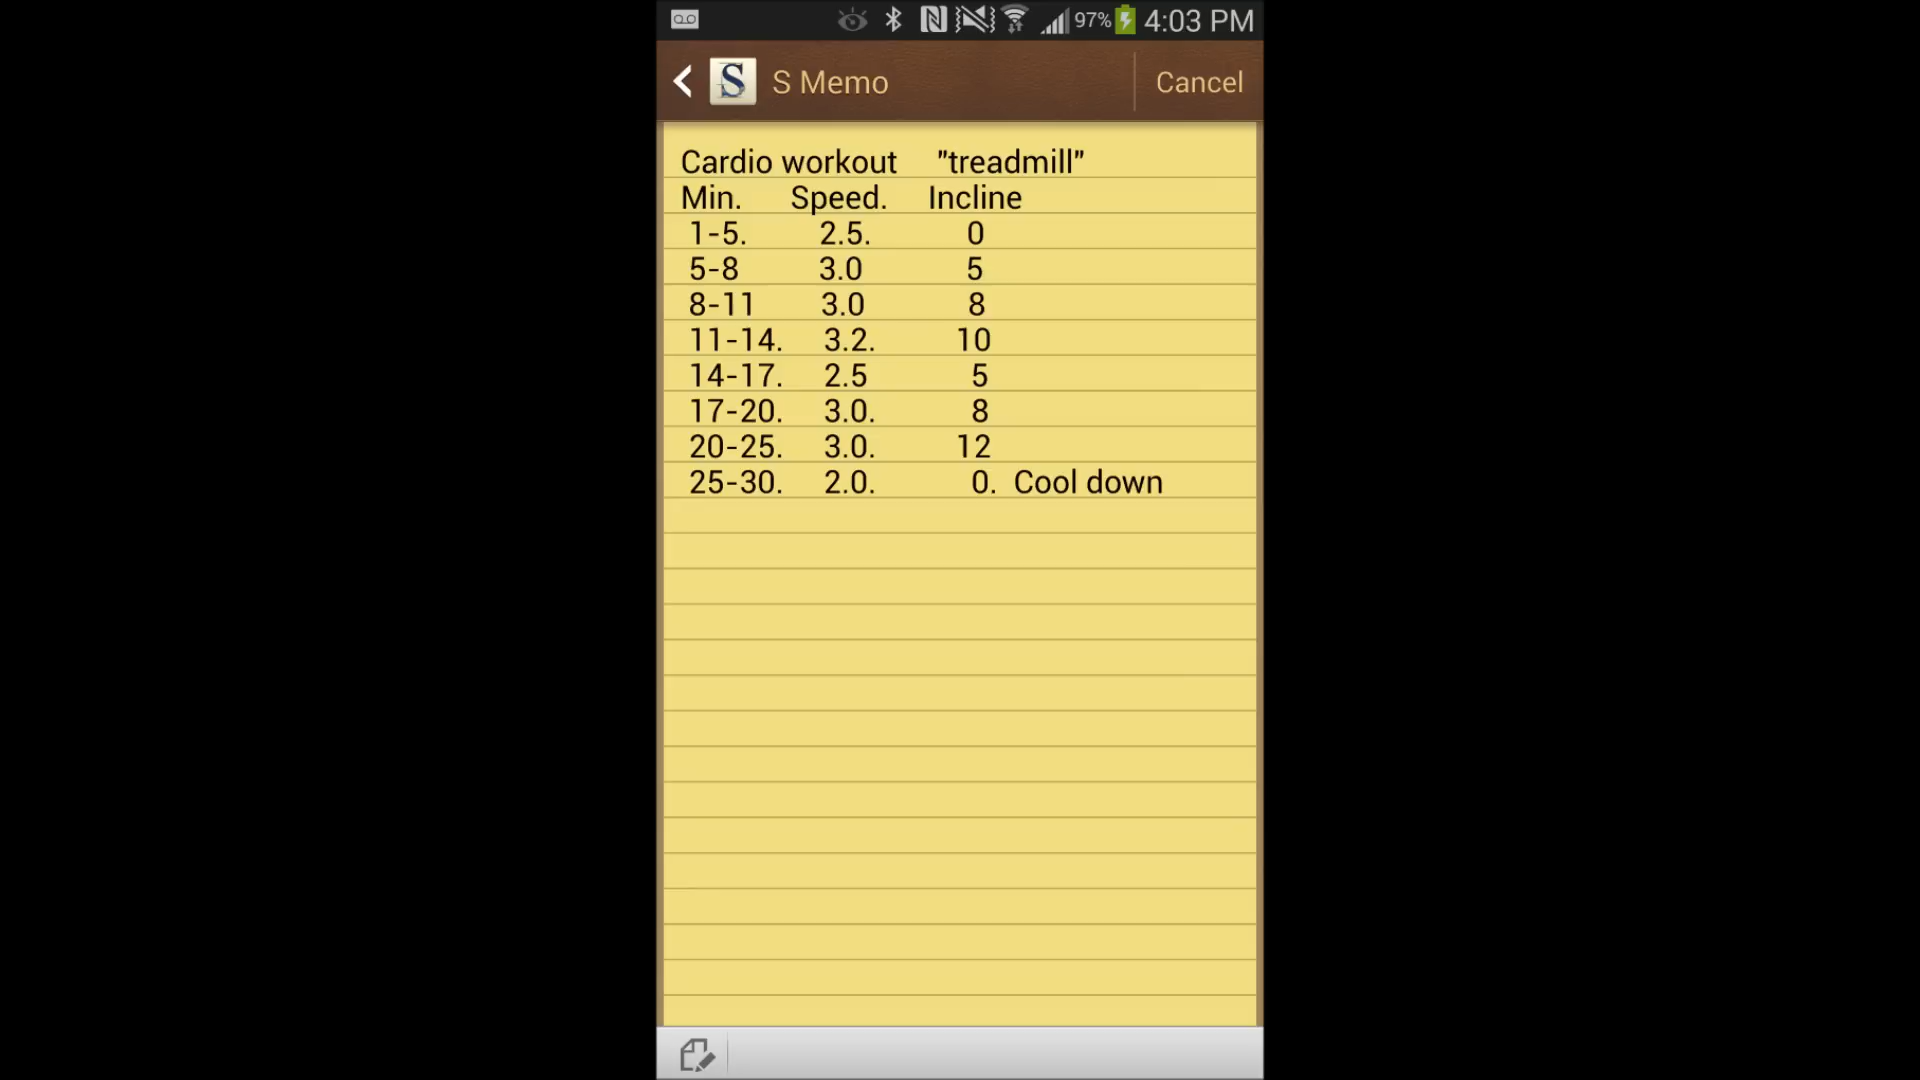 97% 4:03 PM
S Memo Cancel
Cardio workout "treadmill"
Min. Speed. Incline
1-5. 2.5. 0
5-8 3.0 5
8-11 3.0 8
11-14. 3.2. 10
14-17. 2.5 5
17-20. 3.0. 8
20-25. 3.0. 12
25-30. 2.0. 0. Cool down